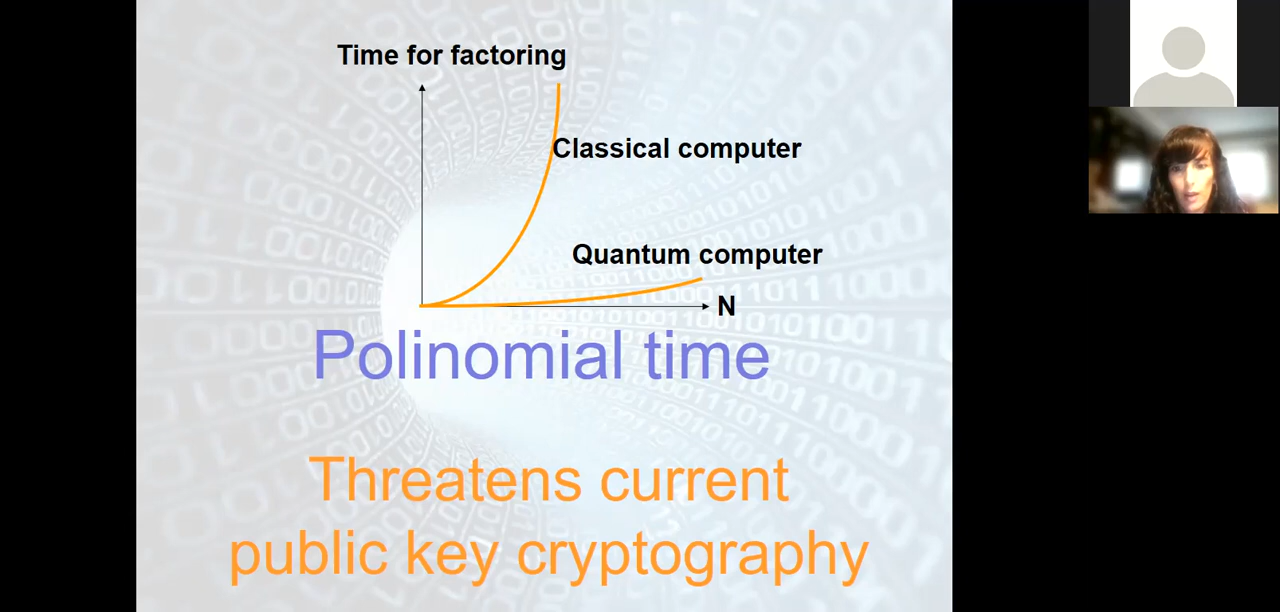 Time for factoring
Classical computer
Quantum computer
N
Polinomial time
Threatens current
public key cryptography